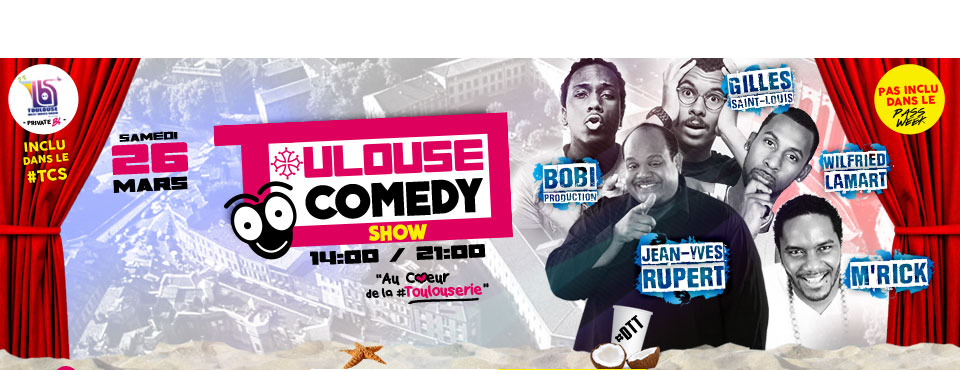 TOULOUSE
- PRIVATE Bl -
INCLU
DANS LE
#TCS
SAMEDI
26
MARS
TOULOUSE
COMEDY
SHOW
14:00 / 21:00
"Au Cœur
de la #Toulouserie"
BOBI
PRODUCTION
GILLES
SAINT-LOUIS
JEAN-YVES
RUPERT
WILFRIED
LAMART
M'RICK
PAS INCLU
DANS LE
PASS
WEEK
#DTT